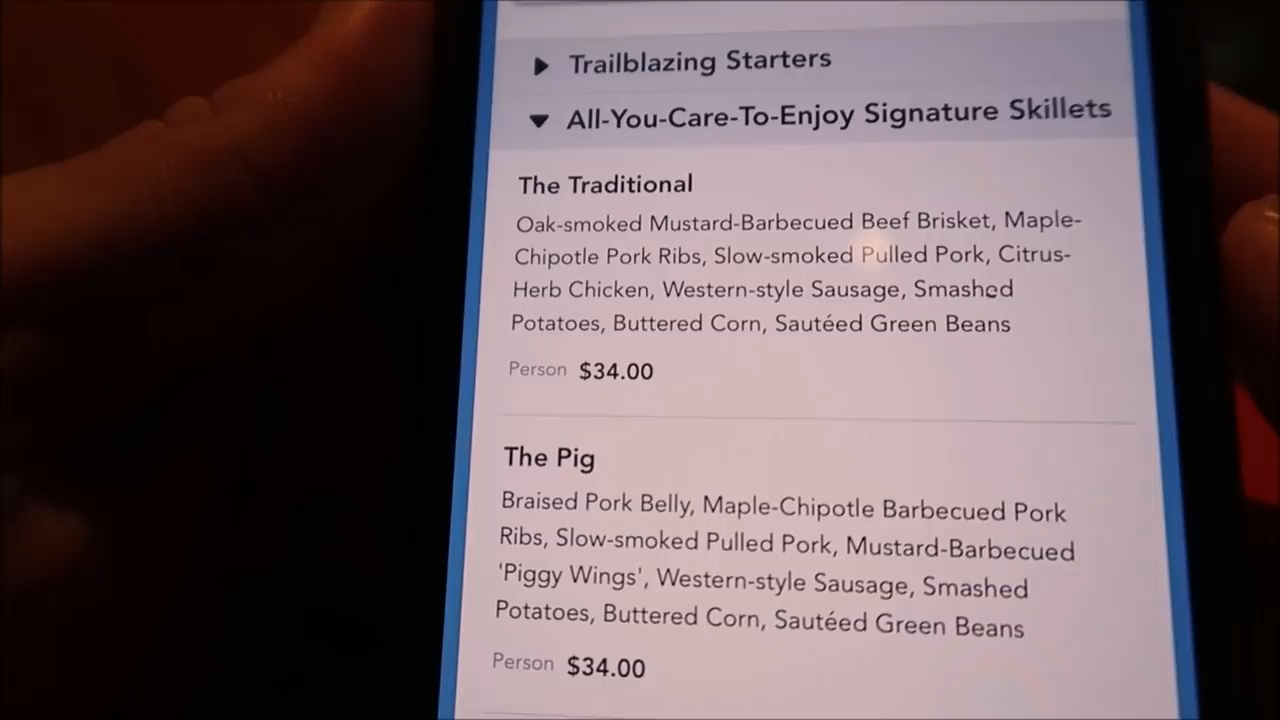 Trailblazing Starters
All-You-Care-To-Enjoy Signature Skillets
The Traditional
Oak-smoked Mustard-Barbecued Beef Brisket, Maple-
Chipotle Pork Ribs, Slow-smoked Pulled Pork, Citrus-
Herb Chicken, Western-style Sausage, Smashed
Potatoes, Buttered Corn, Sautéed Green Beans
Person $34.00
The Pig
Braised Pork Belly, Maple-Chipotle Barbecued Pork
Ribs, Slow-smoked Pulled Pork, Mustard-Barbecued
'Piggy Wings', Western-style Sausage, Smashed
Potatoes, Buttered Corn, Sautéed Green Beans
Person $34.00